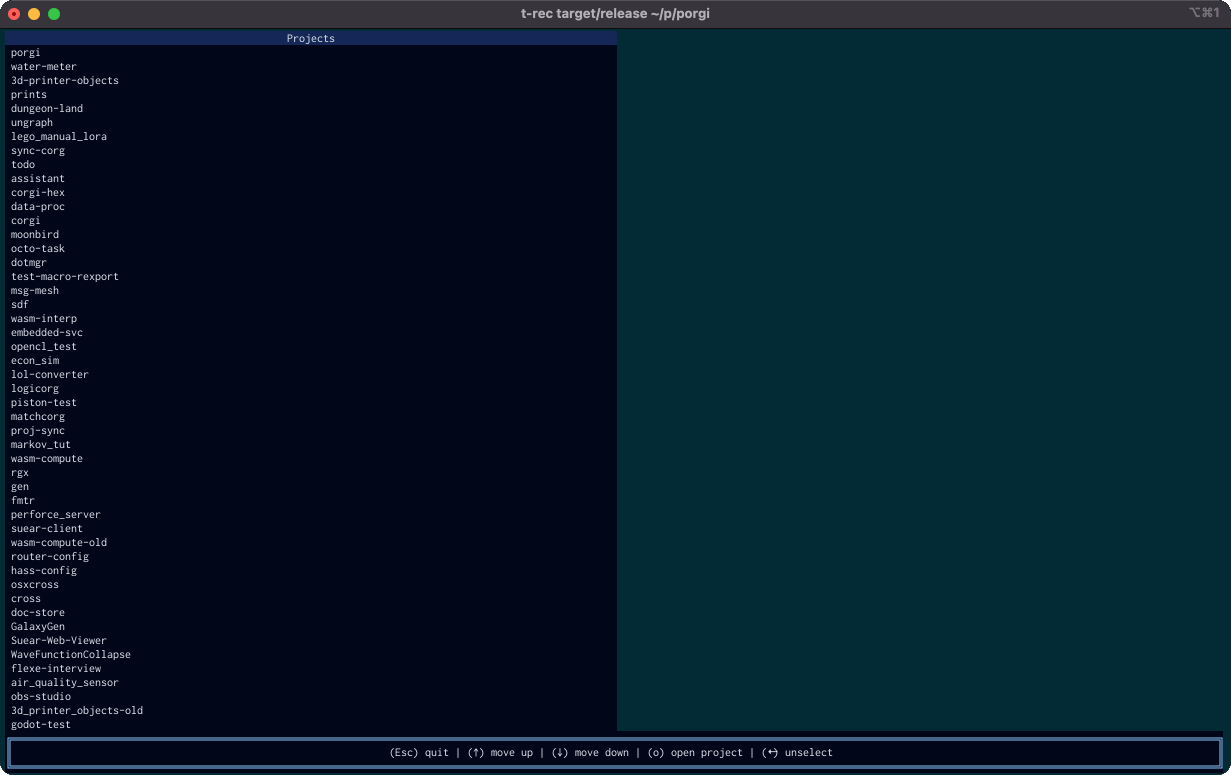 t-rec target/release ~/p/porgi
⌥⌘1
Projects
porgi
water-meter
3d-printer-objects
prints
dungeon-land
ungraph
lego_manual_lora
sync-corg
todo
assistant
corgi-hex
data-proc
corgi
moonbird
octo-task
dotmgr
test-macro-rexport
msg-mesh
sdf
wasm-interp
embedded-svc
opencl_test
econ_sim
lol-converter
logicorg
piston-test
matchcorg
proj-sync
markov_tut
wasm-compute
rgx
gen
fmtr
perforce_server
suear-client
wasm-compute-old
router-config
hass-config
osxcross
cross
doc-store
GalaxyGen
Suear-Web-Viewer
WaveFunctionCollapse
flexe-interview
air_quality_sensor
obs-studio
3d_printer_objects-old
godot-test
(Esc) quit | (↑) move up | (↓) move down | (o) open project | (↔) unselect